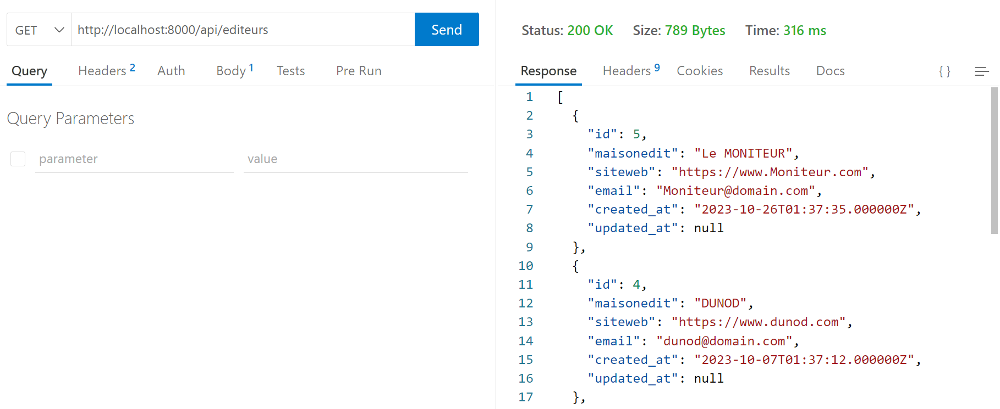 GET http://localhost:8000/api/editeurs Send
Query Headers 2 Auth Body 1 Tests Pre Run
Query Parameters
parameter value
Status: 200 OK Size: 789 Bytes Time: 316 ms
Response Headers 9 Cookies Results Docs { }
1 [
2 {
3 "id": 5,
4 "maisonedit": "Le MONITEUR",
5 "siteweb": "https://www.Moniteur.com",
6 "email": "Moniteur@domain.com",
7 "created_at": "2023-10-26T01:37:35.000000Z",
8 "updated_at": null
9 },
10 {
11 "id": 4,
12 "maisonedit": "DUNOD",
13 "siteweb": "https://www.dunod.com",
14 "email": "dunod@domain.com",
15 "created_at": "2023-10-07T01:37:12.000000Z",
16 "updated_at": null
17 },